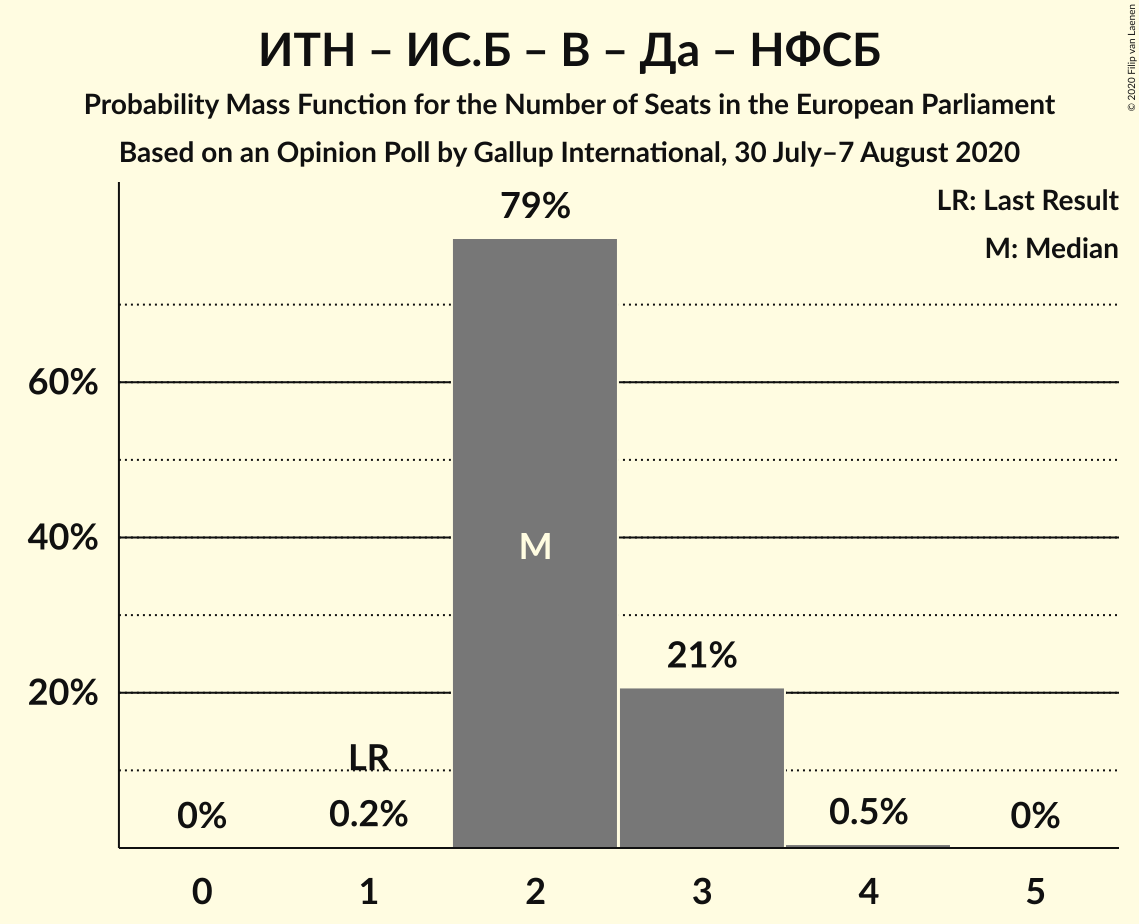 ИТН – ИС.Б – В – Да – НФСБ
Probability Mass Function for the Number of Seats in the European Parliament
Based on an Opinion Poll by Gallup International, 30 July–7 August 2020
© 2020 Filip van Laenen
LR: Last Result
M: Median
79%
60%
40%
M
21%
20%
LR
0%
0.2%
0.5%
0%
0 1 2 3 4 5